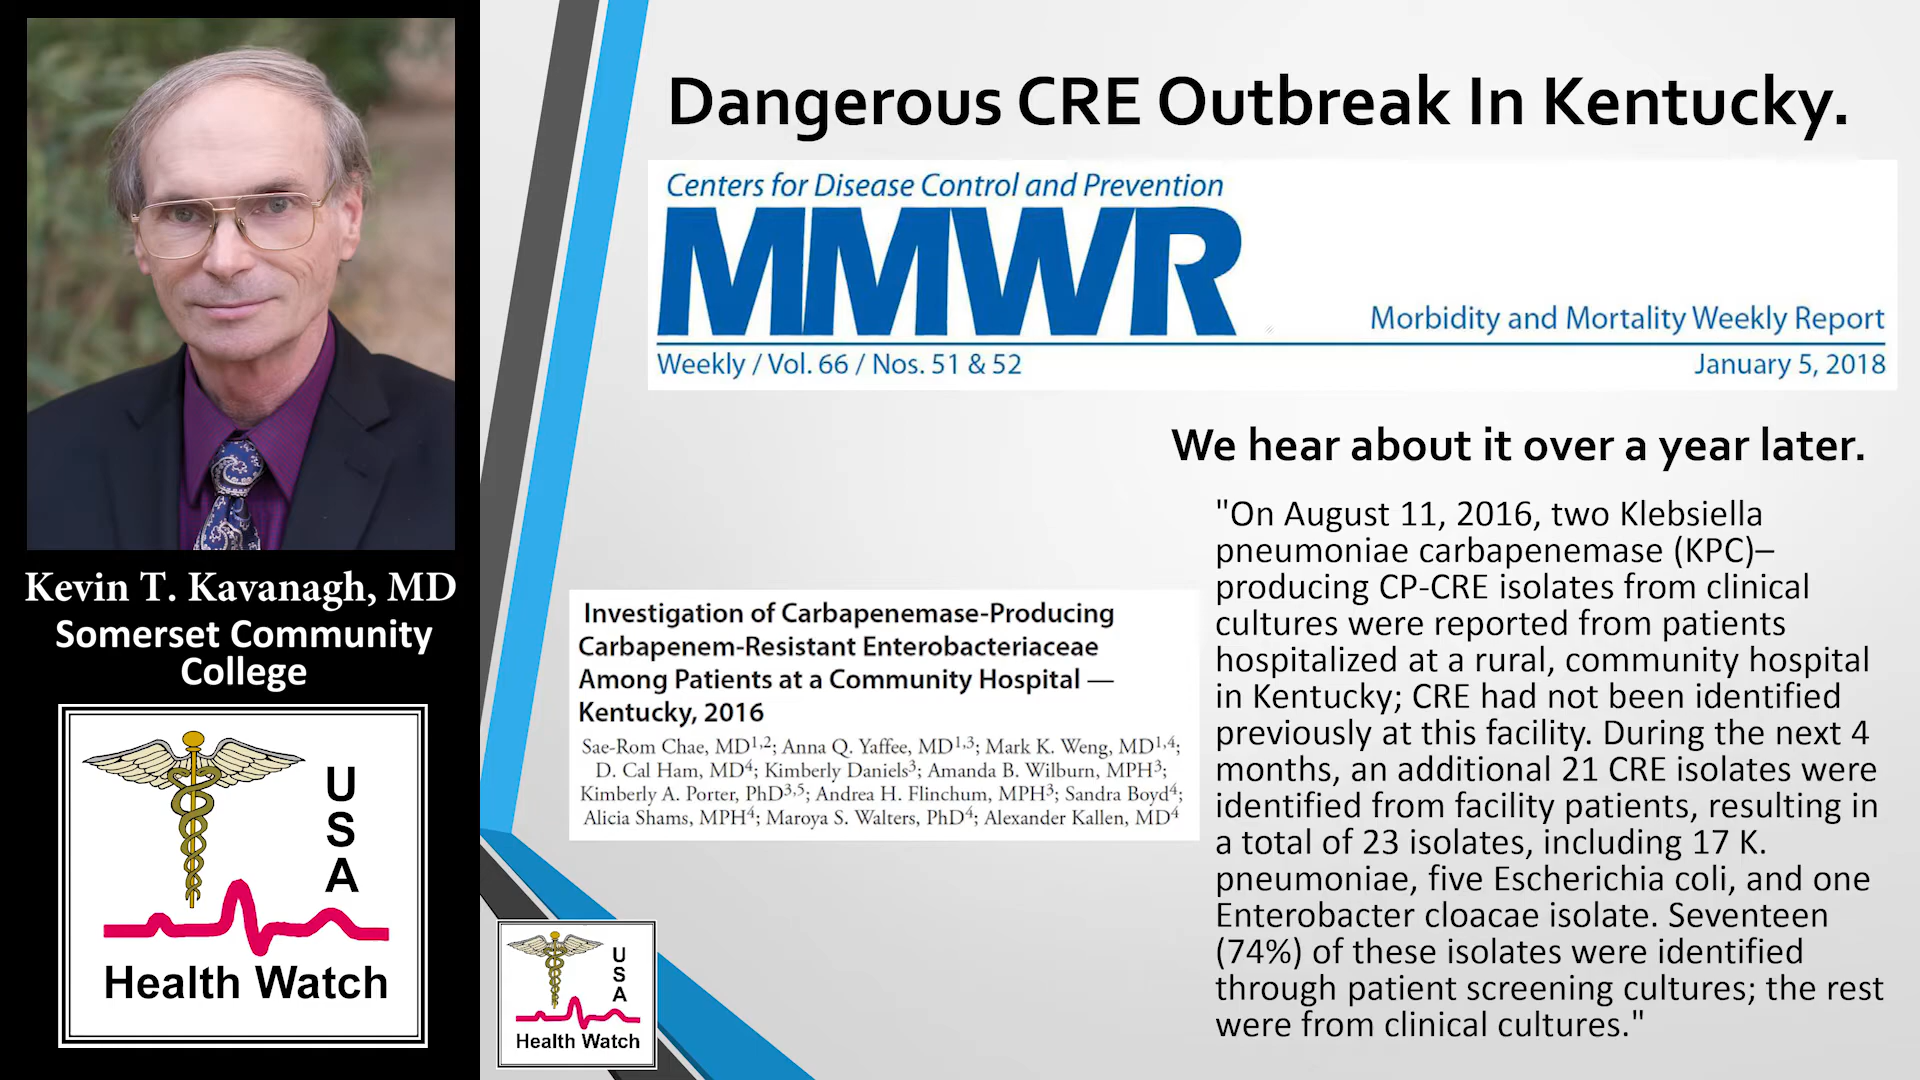 Kevin T. Kavanagh, MD
Somerset Community
College
U
S
A
Health Watch
Dangerous CRE Outbreak In Kentucky.
Centers for Disease Control and Prevention
MMWR
Morbidity and Mortality Weekly Report
Weekly / Vol. 66 / Nos. 51 & 52
January 5, 2018
We hear about it over a year later.
Investigation of Carbapenemase-Producing
Carbapenem-Resistant Enterobacteriaceae
Among Patients at a Community Hospital —
Kentucky, 2016
Sae-Rom Chae, MD1,2; Anna Q. Yaffee, MD1,3; Mark K. Weng, MD1,4;
D. Cal Ham, MD4; Kimberly Daniels3; Amanda B. Wilburn, MPH3;
Kimberly A. Porter, PhD3,5; Andrea H. Flinchum, MPH3; Sandra Boyd4;
Alicia Shams, MPH4; Maroya S. Walters, PhD4; Alexander Kallen, MD4
"On August 11, 2016, two Klebsiella
pneumoniae carbapenemase (KPC)–
producing CP-CRE isolates from clinical
cultures were reported from patients
hospitalized at a rural, community hospital
in Kentucky; CRE had not been identified
previously at this facility. During the next 4
months, an additional 21 CRE isolates were
identified from facility patients, resulting in
a total of 23 isolates, including 17 K.
pneumoniae, five Escherichia coli, and one
Enterobacter cloacae isolate. Seventeen
(74%) of these isolates were identified
through patient screening cultures; the rest
were from clinical cultures."
U
S
A
Health Watch